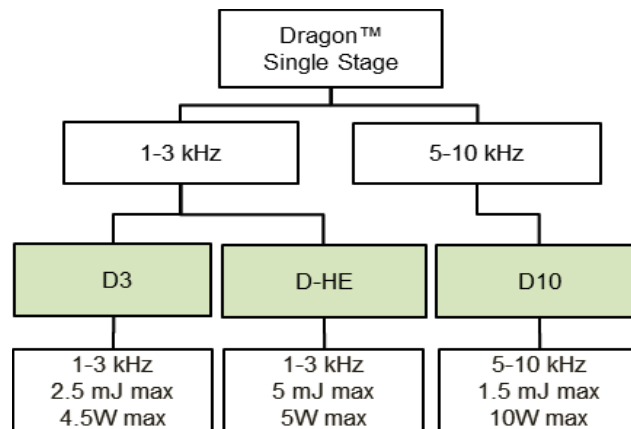 Dragon™
Single Stage
1-3 kHz
5-10 kHz
D3
D-HE
D10
1-3 kHz
2.5 mJ max
4.5W max
1-3 kHz
5 mJ max
5W max
5-10 kHz
1.5 mJ max
10W max